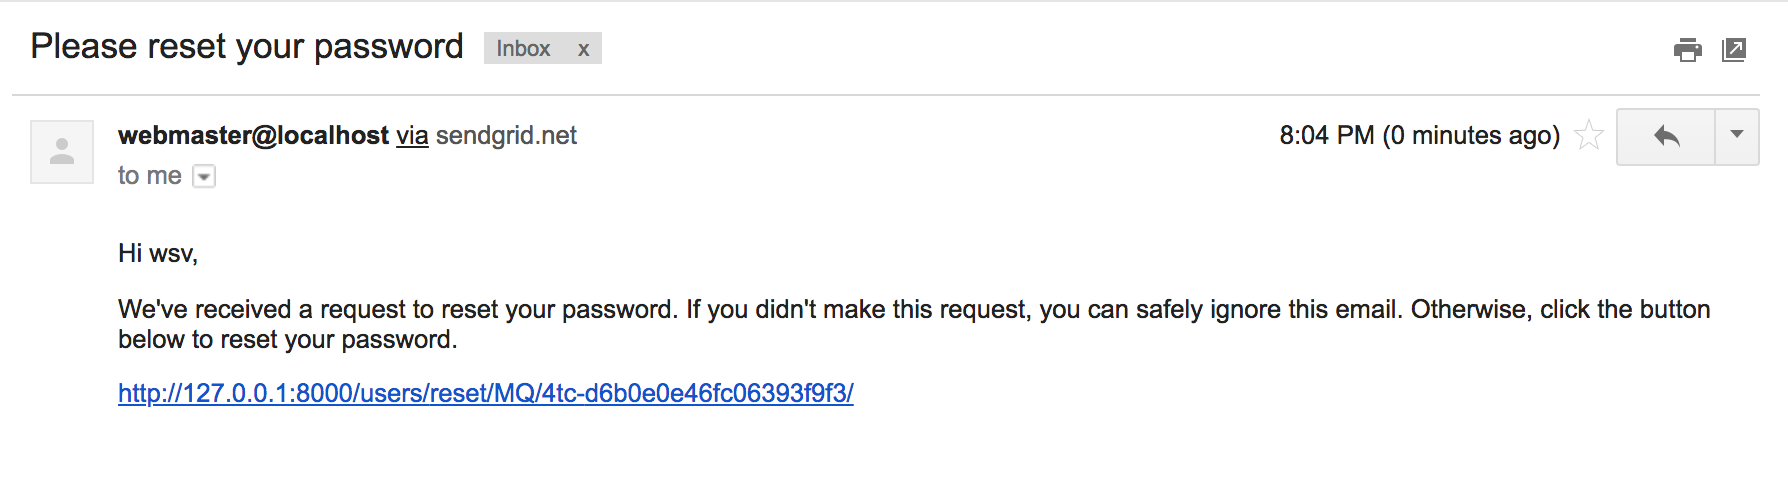 Please reset your password Inbox x
webmaster@localhost via sendgrid.net 8:04 PM (0 minutes ago)
to me
Hi wsv,
We've received a request to reset your password. If you didn't make this request, you can safely ignore this email. Otherwise, click the button
below to reset your password.
http://127.0.0.1:8000/users/reset/MQ/4tc-d6b0e0e46fc06393f9f3/